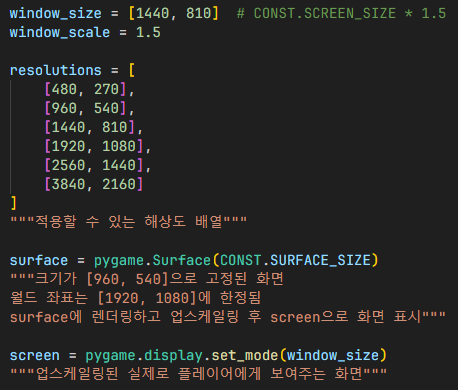 window_size = [1440, 810]  # CONST.SCREEN_SIZE * 1.5
window_scale = 1.5
resolutions = [
    [480, 270],
    [960, 540],
    [1440, 810],
    [1920, 1080],
    [2560, 1440],
    [3840, 2160]
]
"""적용할 수 있는 해상도 배열"""
surface = pygame.Surface(CONST.SURFACE_SIZE)
"""크기가 [960, 540]으로 고정된 화면
월드 좌표는 [1920, 1080]에 한정됨
surface에 렌더링하고 업스케일링 후 screen으로 화면 표시"""
screen = pygame.display.set_mode(window_size)
"""업스케일링된 실제로 플레이어에게 보여주는 화면"""